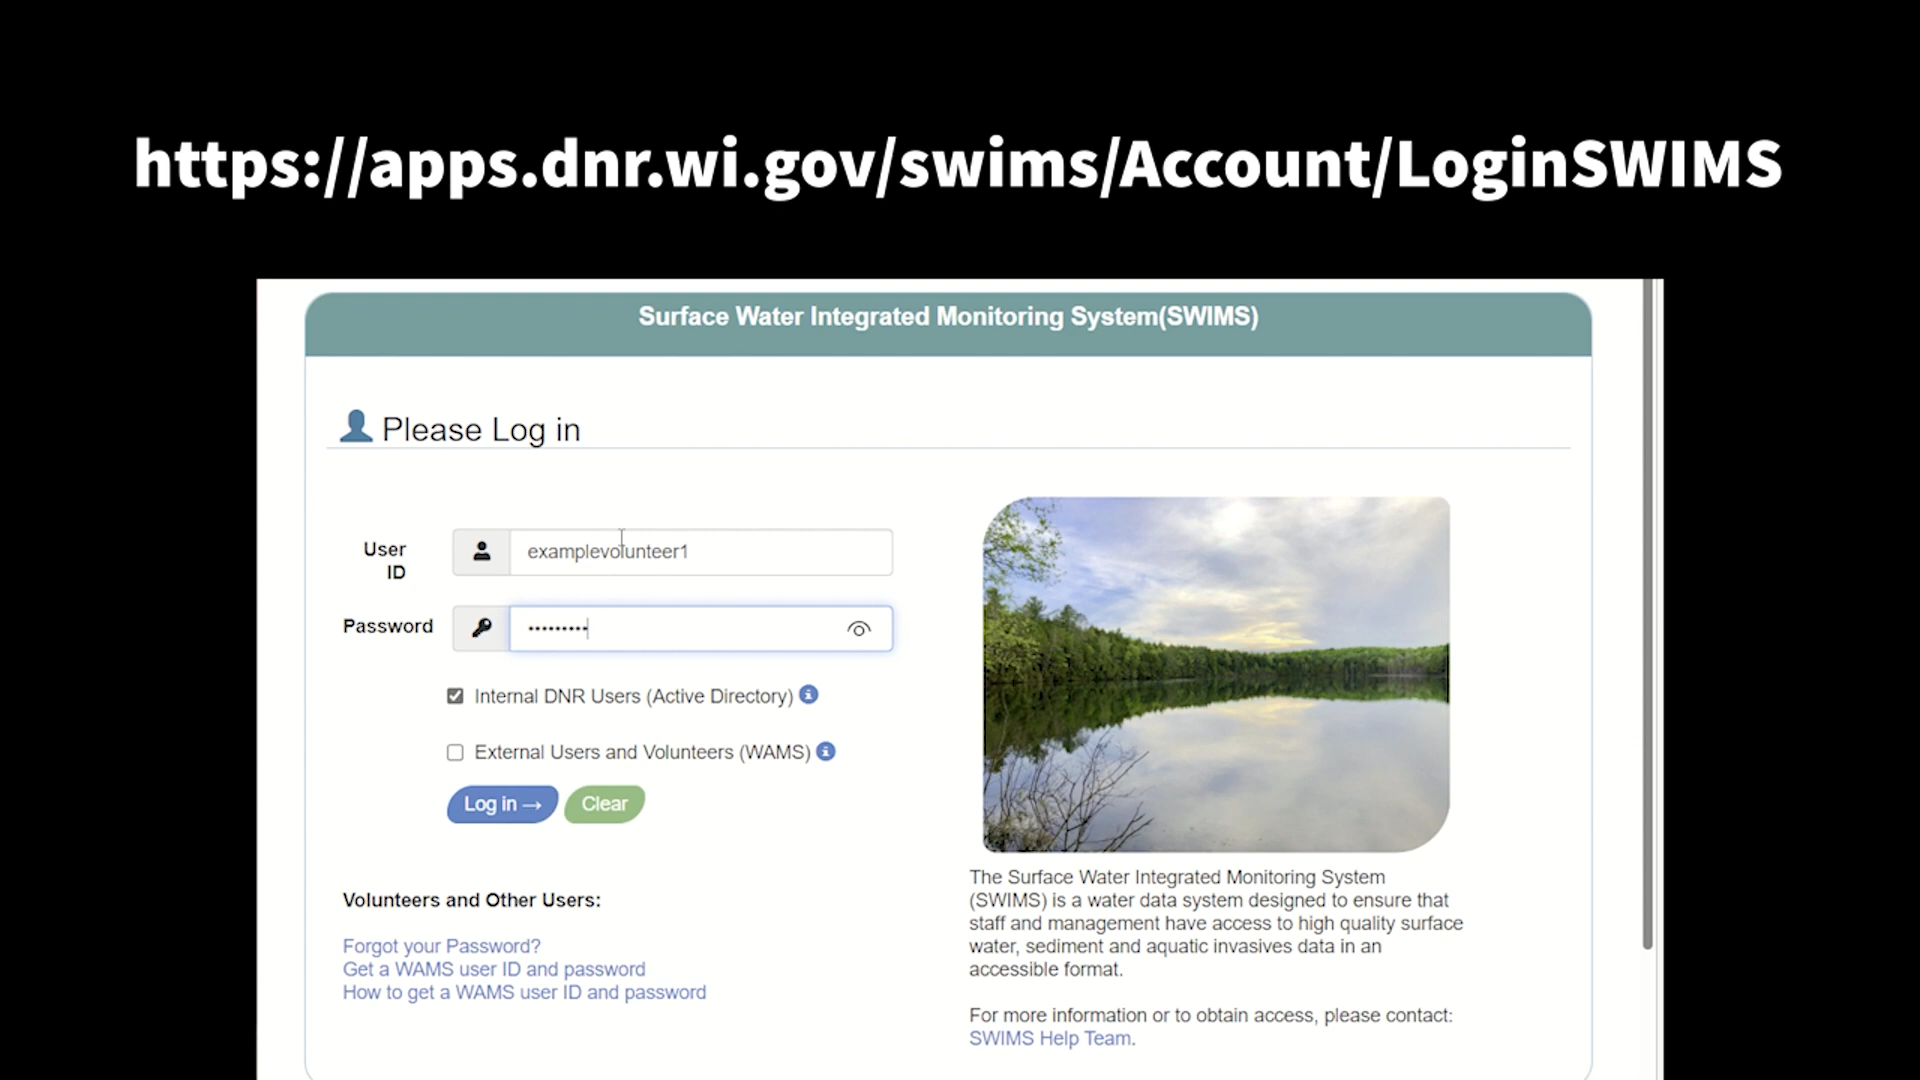 https://apps.dnr.wi.gov/swims/Account/LoginSWIMS
Surface Water Integrated Monitoring System(SWIMS)
Please Log in
User
ID
examplevolunteer1
Password
•••••••••
Internal DNR Users (Active Directory)
External Users and Volunteers (WAMS)
Log in →
Clear
Volunteers and Other Users:
Forgot your Password?
Get a WAMS user ID and password
How to get a WAMS user ID and password
The Surface Water Integrated Monitoring System
(SWIMS) is a water data system designed to ensure that
staff and management have access to high quality surface
water, sediment and aquatic invasives data in an
accessible format.
For more information or to obtain access, please contact:
SWIMS Help Team.